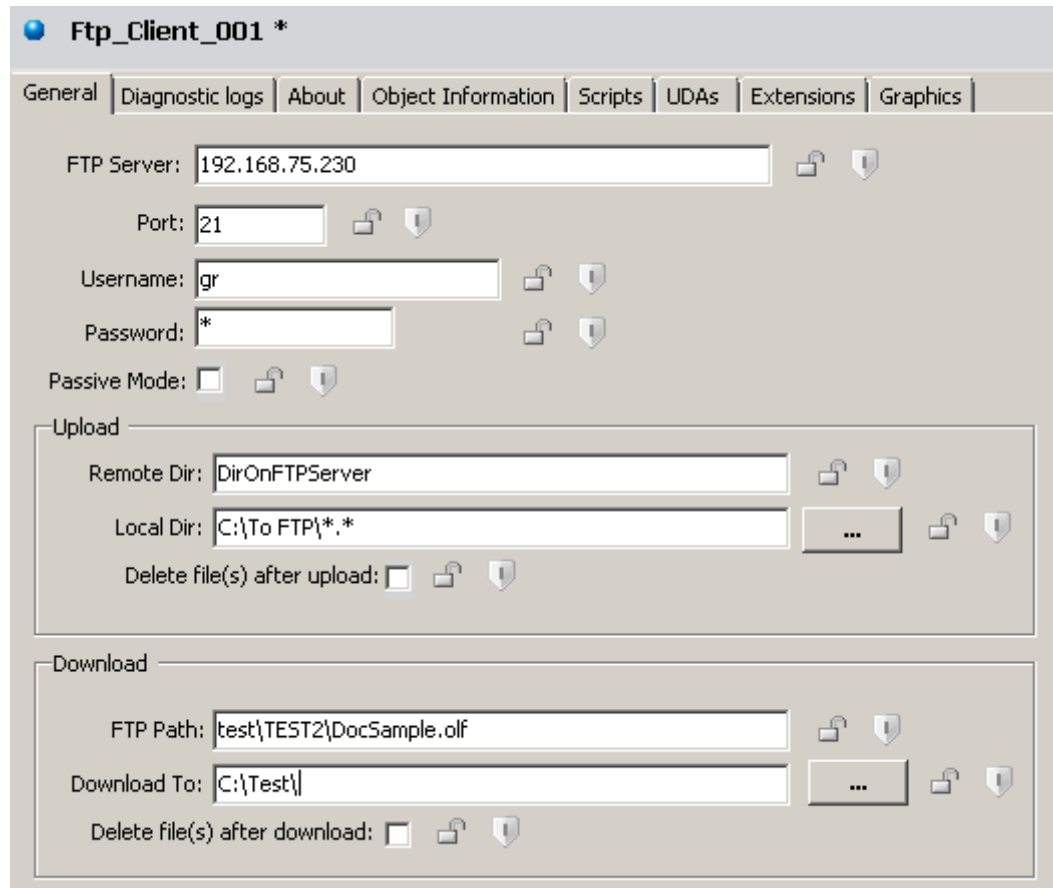 Ftp_Client_001 *
General Diagnostic logs About Object Information Scripts UDAs Extensions Graphics
FTP Server: 192.168.75.230
Port: 21
Username: gr
Password: *
Passive Mode:
Upload
Remote Dir: DirOnFTPServer
Local Dir: C:\To FTP\*.* ...
Delete file(s) after upload:
Download
FTP Path: test\TEST2\DocSample.olf
Download To: C:\Test\ ...
Delete file(s) after download: